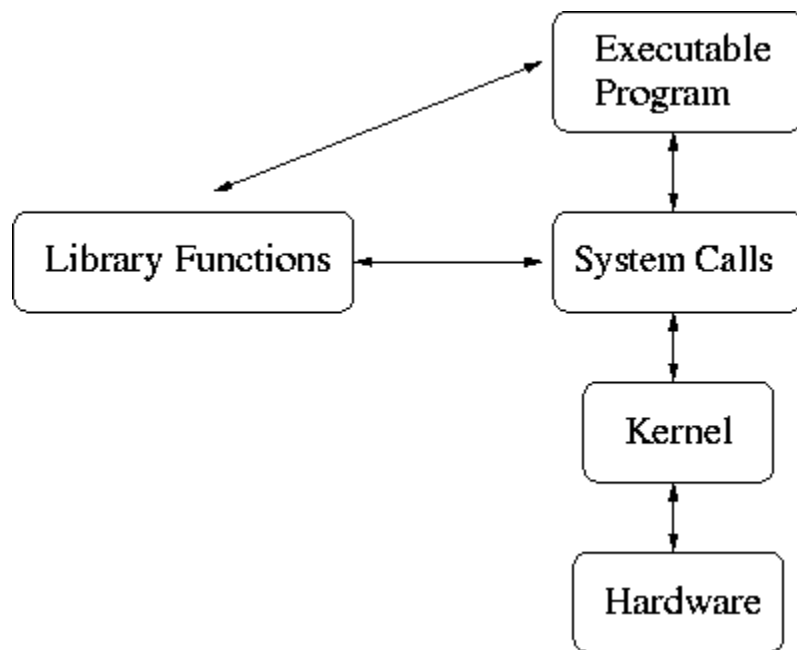 Executable
Program
Library Functions
System Calls
Kernel
Hardware